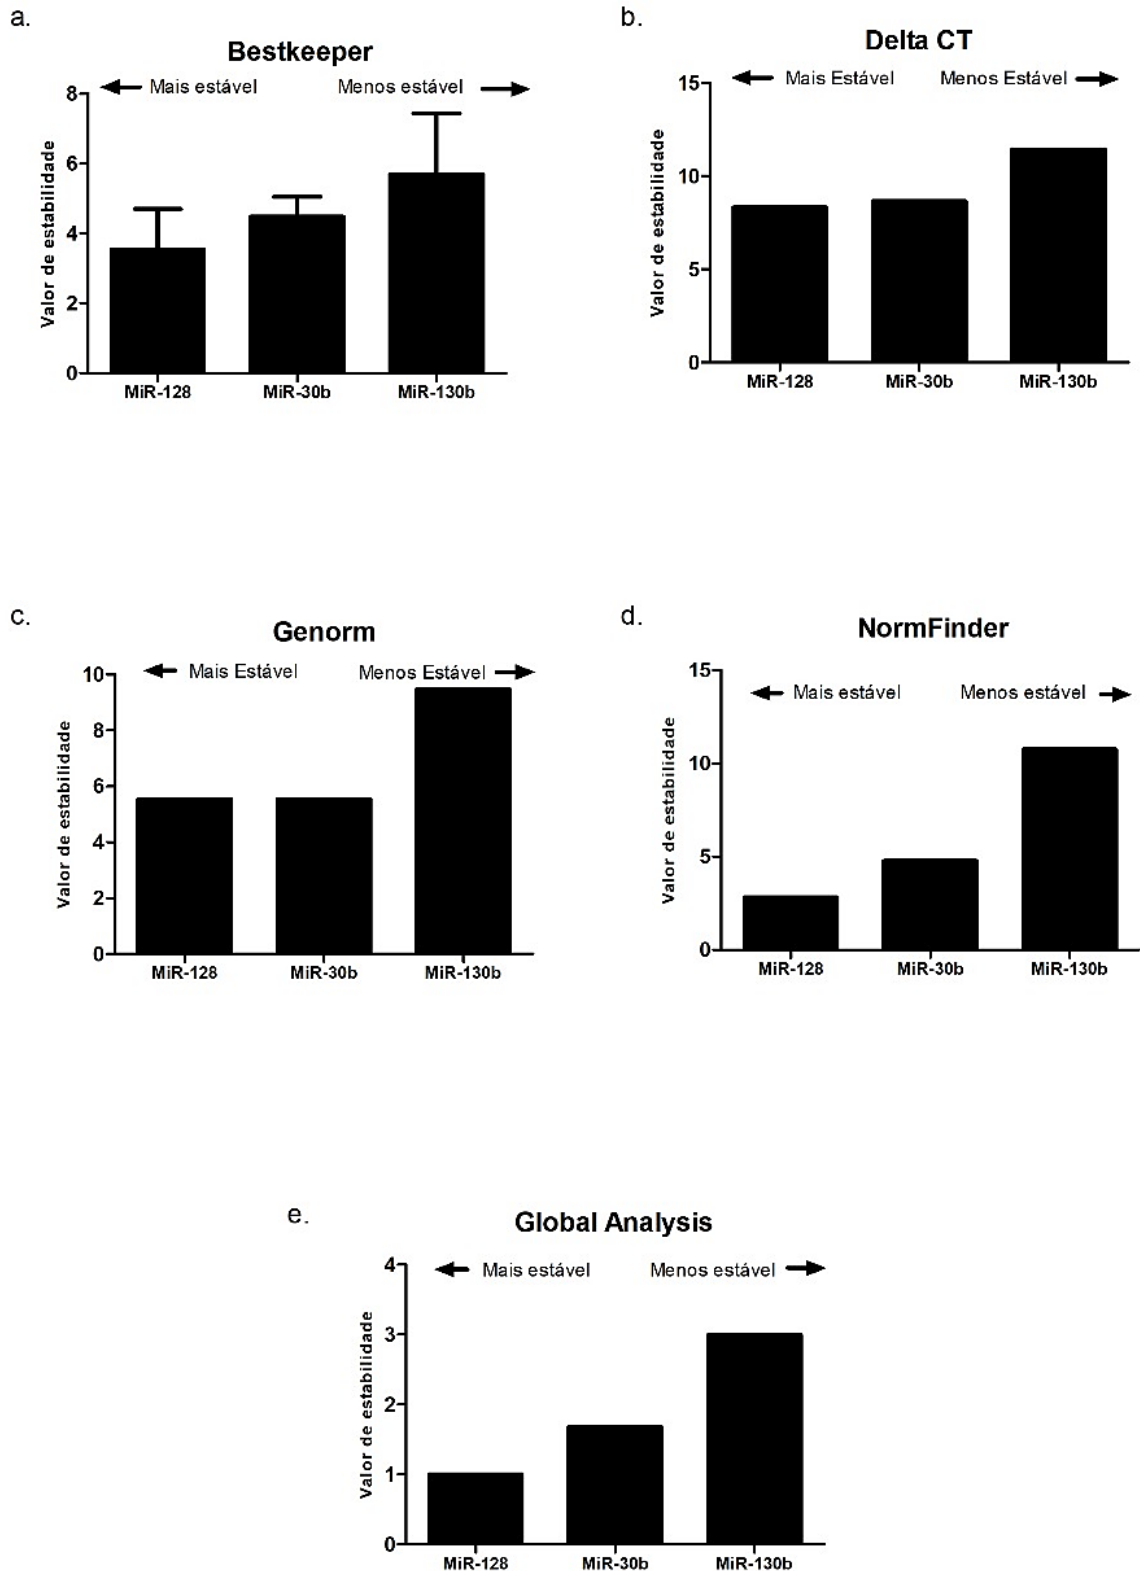 a.
Bestkeeper
Mais estável Menos estável
Valor de estabilidade
8
6
4
2
0
MiR-128 MiR-30b MiR-130b
b.
Delta CT
Mais Estável Menos Estável
Valor de estabilidade
15
10
5
0
MiR-128 MiR-30b MiR-130b
c.
Genorm
Mais Estável Menos Estável
Valor de estabilidade
10
8
6
4
2
0
MiR-128 MiR-30b MiR-130b
d.
NormFinder
Mais estável Menos estável
Valor de estabilidade
15
10
5
0
MiR-128 MiR-30b MiR-130b
e.
Global Analysis
Mais estável Menos estável
Valor de estabilidade
4
3
2
1
0
MiR-128 MiR-30b MiR-130b